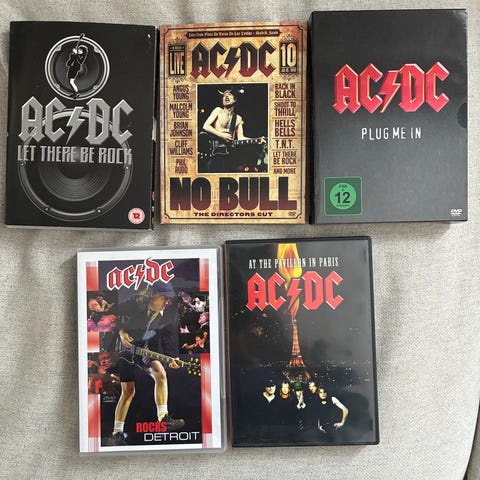 AC⚡DC
LET THERE BE ROCK
12
Live from Plaza De Toros De Las Ventas - Madrid, Spain
LIVE
AC⚡DC
10
ANGUS YOUNG
MALCOLM YOUNG
BRIAN JOHNSON
CLIFF WILLIAMS
PHIL RUDD
BACK IN BLACK
SHOOT TO THRILL
HELLS BELLS
T.N.T.
LET THERE BE ROCK
AND MORE
NO BULL
THE DIRECTORS CUT
AC⚡DC
PLUG ME IN
FSK
12
DVD
ac⚡dc
DVD
ROCKS
DETROIT
AT THE PAVILLON IN PARIS
AC⚡DC